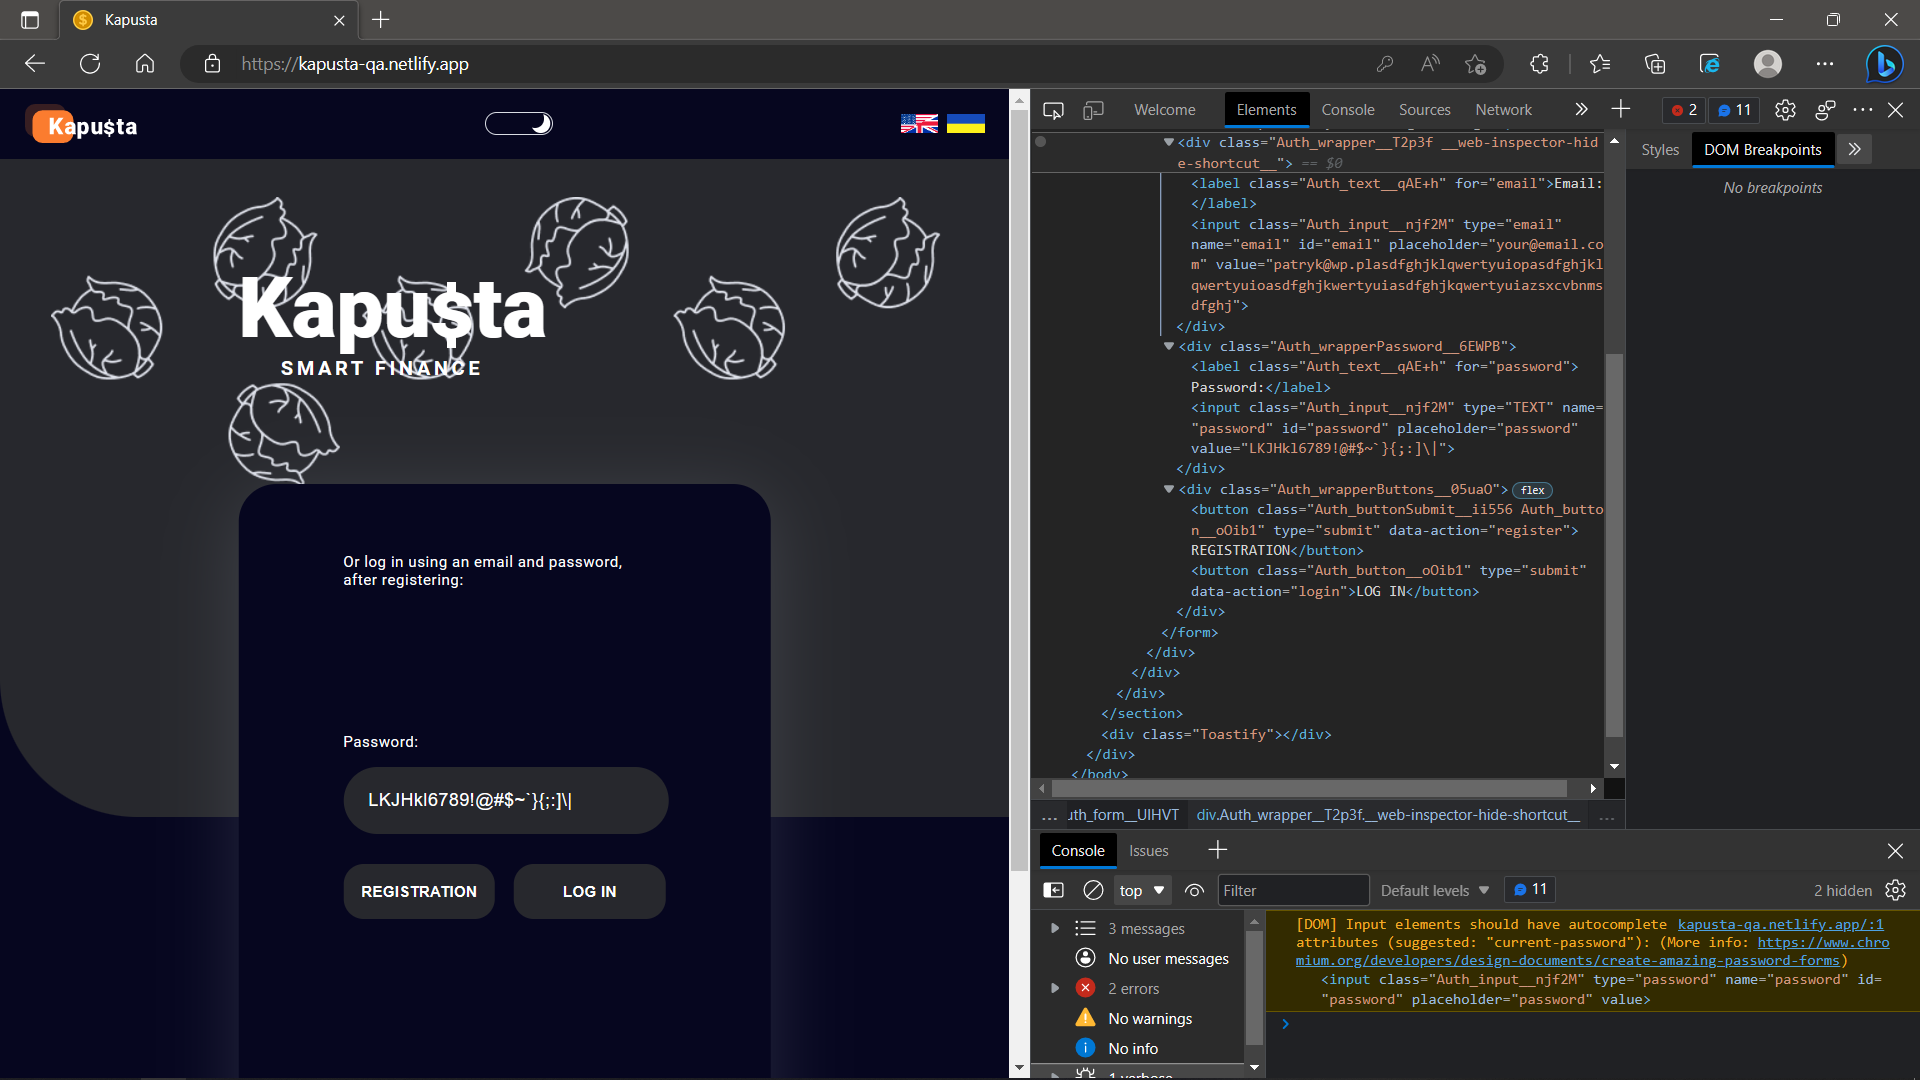 Kapusta
https://kapusta-qa.netlify.app
Kapu$ta
Kapu$ta
SMART FINANCE
Or log in using an email and password,
after registering:
Password:
LKJHkl6789!@#$~`}{;:]\|
REGISTRATION
LOG IN
Welcome
Elements
Console
Sources
Network
2
11
<div class="Auth_wrapper__T2p3f __web-inspector-hid
e-shortcut__"> == $0
<label class="Auth_text__qAE+h" for="email">Email:
</label>
<input class="Auth_input__njf2M" type="email"
name="email" id="email" placeholder="your@email.co
m" value="patryk@wp.plasdfghjklqwertyuiopasdfghjkl
qwertyuioasdfghjkwertyuiasdfghjkqwertyuiazsxcvbnms
dfghj">
</div>
<div class="Auth_wrapperPassword__6EWPB">
<label class="Auth_text__qAE+h" for="password">
Password:</label>
<input class="Auth_input__njf2M" type="TEXT" name=
"password" id="password" placeholder="password"
value="LKJHkl6789!@#$~`}{;:]\|">
</div>
<div class="Auth_wrapperButtons__05uaO"> flex
<button class="Auth_buttonSubmit__ii556 Auth_butto
n__oOib1" type="submit" data-action="register">
REGISTRATION</button>
<button class="Auth_button__oOib1" type="submit"
data-action="login">LOG IN</button>
</div>
</form>
</div>
</div>
</div>
</section>
<div class="Toastify"></div>
</div>
</body>
... uth_form__UIHVT div.Auth_wrapper__T2p3f.__web-inspector-hide-shortcut__ ...
Styles
DOM Breakpoints
No breakpoints
Console
Issues
top
Filter
Default levels
11
2 hidden
3 messages
No user messages
2 errors
No warnings
No info
1 verbose
[DOM] Input elements should have autocomplete kapusta-qa.netlify.app/:1
attributes (suggested: "current-password"): (More info: https://www.chro
mium.org/developers/design-documents/create-amazing-password-forms)
<input class="Auth_input__njf2M" type="password" name="password" id=
"password" placeholder="password" value>